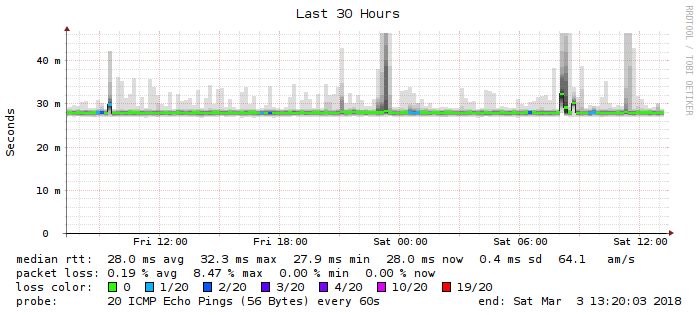 Last 30 Hours
RRDTOOL / TOBI OETIKER
Seconds
40 m
30 m
20 m
10 m
0
Fri 12:00 Fri 18:00 Sat 00:00 Sat 06:00 Sat 12:00
median rtt: 28.0 ms avg 32.3 ms max 27.9 ms min 28.0 ms now 0.4 ms sd 64.1 am/s
packet loss: 0.19 % avg 8.47 % max 0.00 % min 0.00 % now
loss color: 0 1/20 2/20 3/20 4/20 10/20 19/20
probe: 20 ICMP Echo Pings (56 Bytes) every 60s end: Sat Mar 3 13:20:03 2018